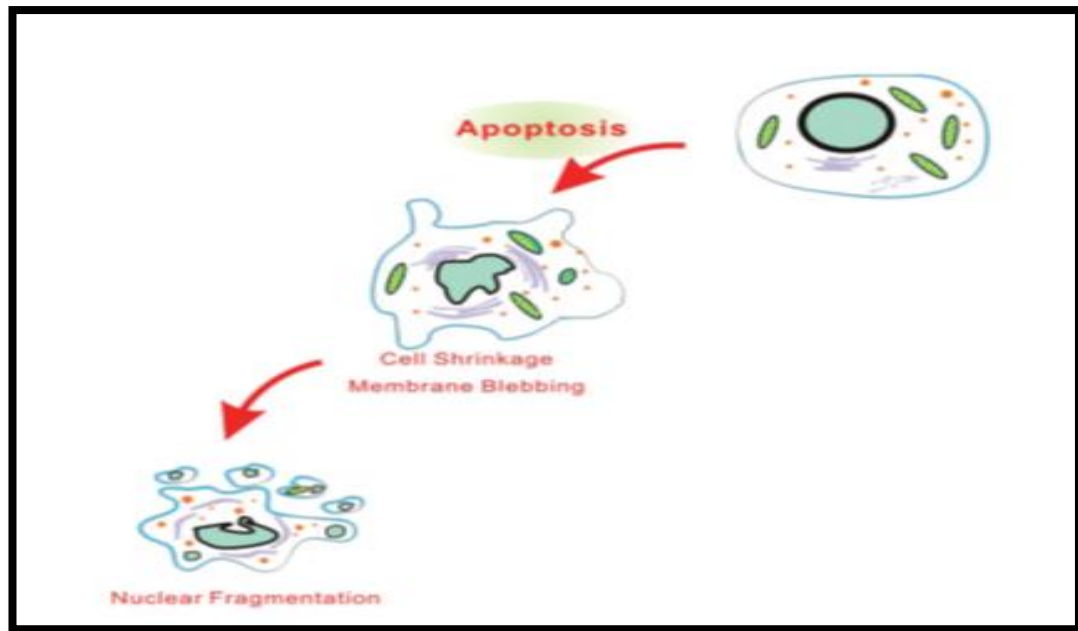 Apoptosis
Cell Shrinkage
Membrane Blebbing
Nuclear Fragmentation